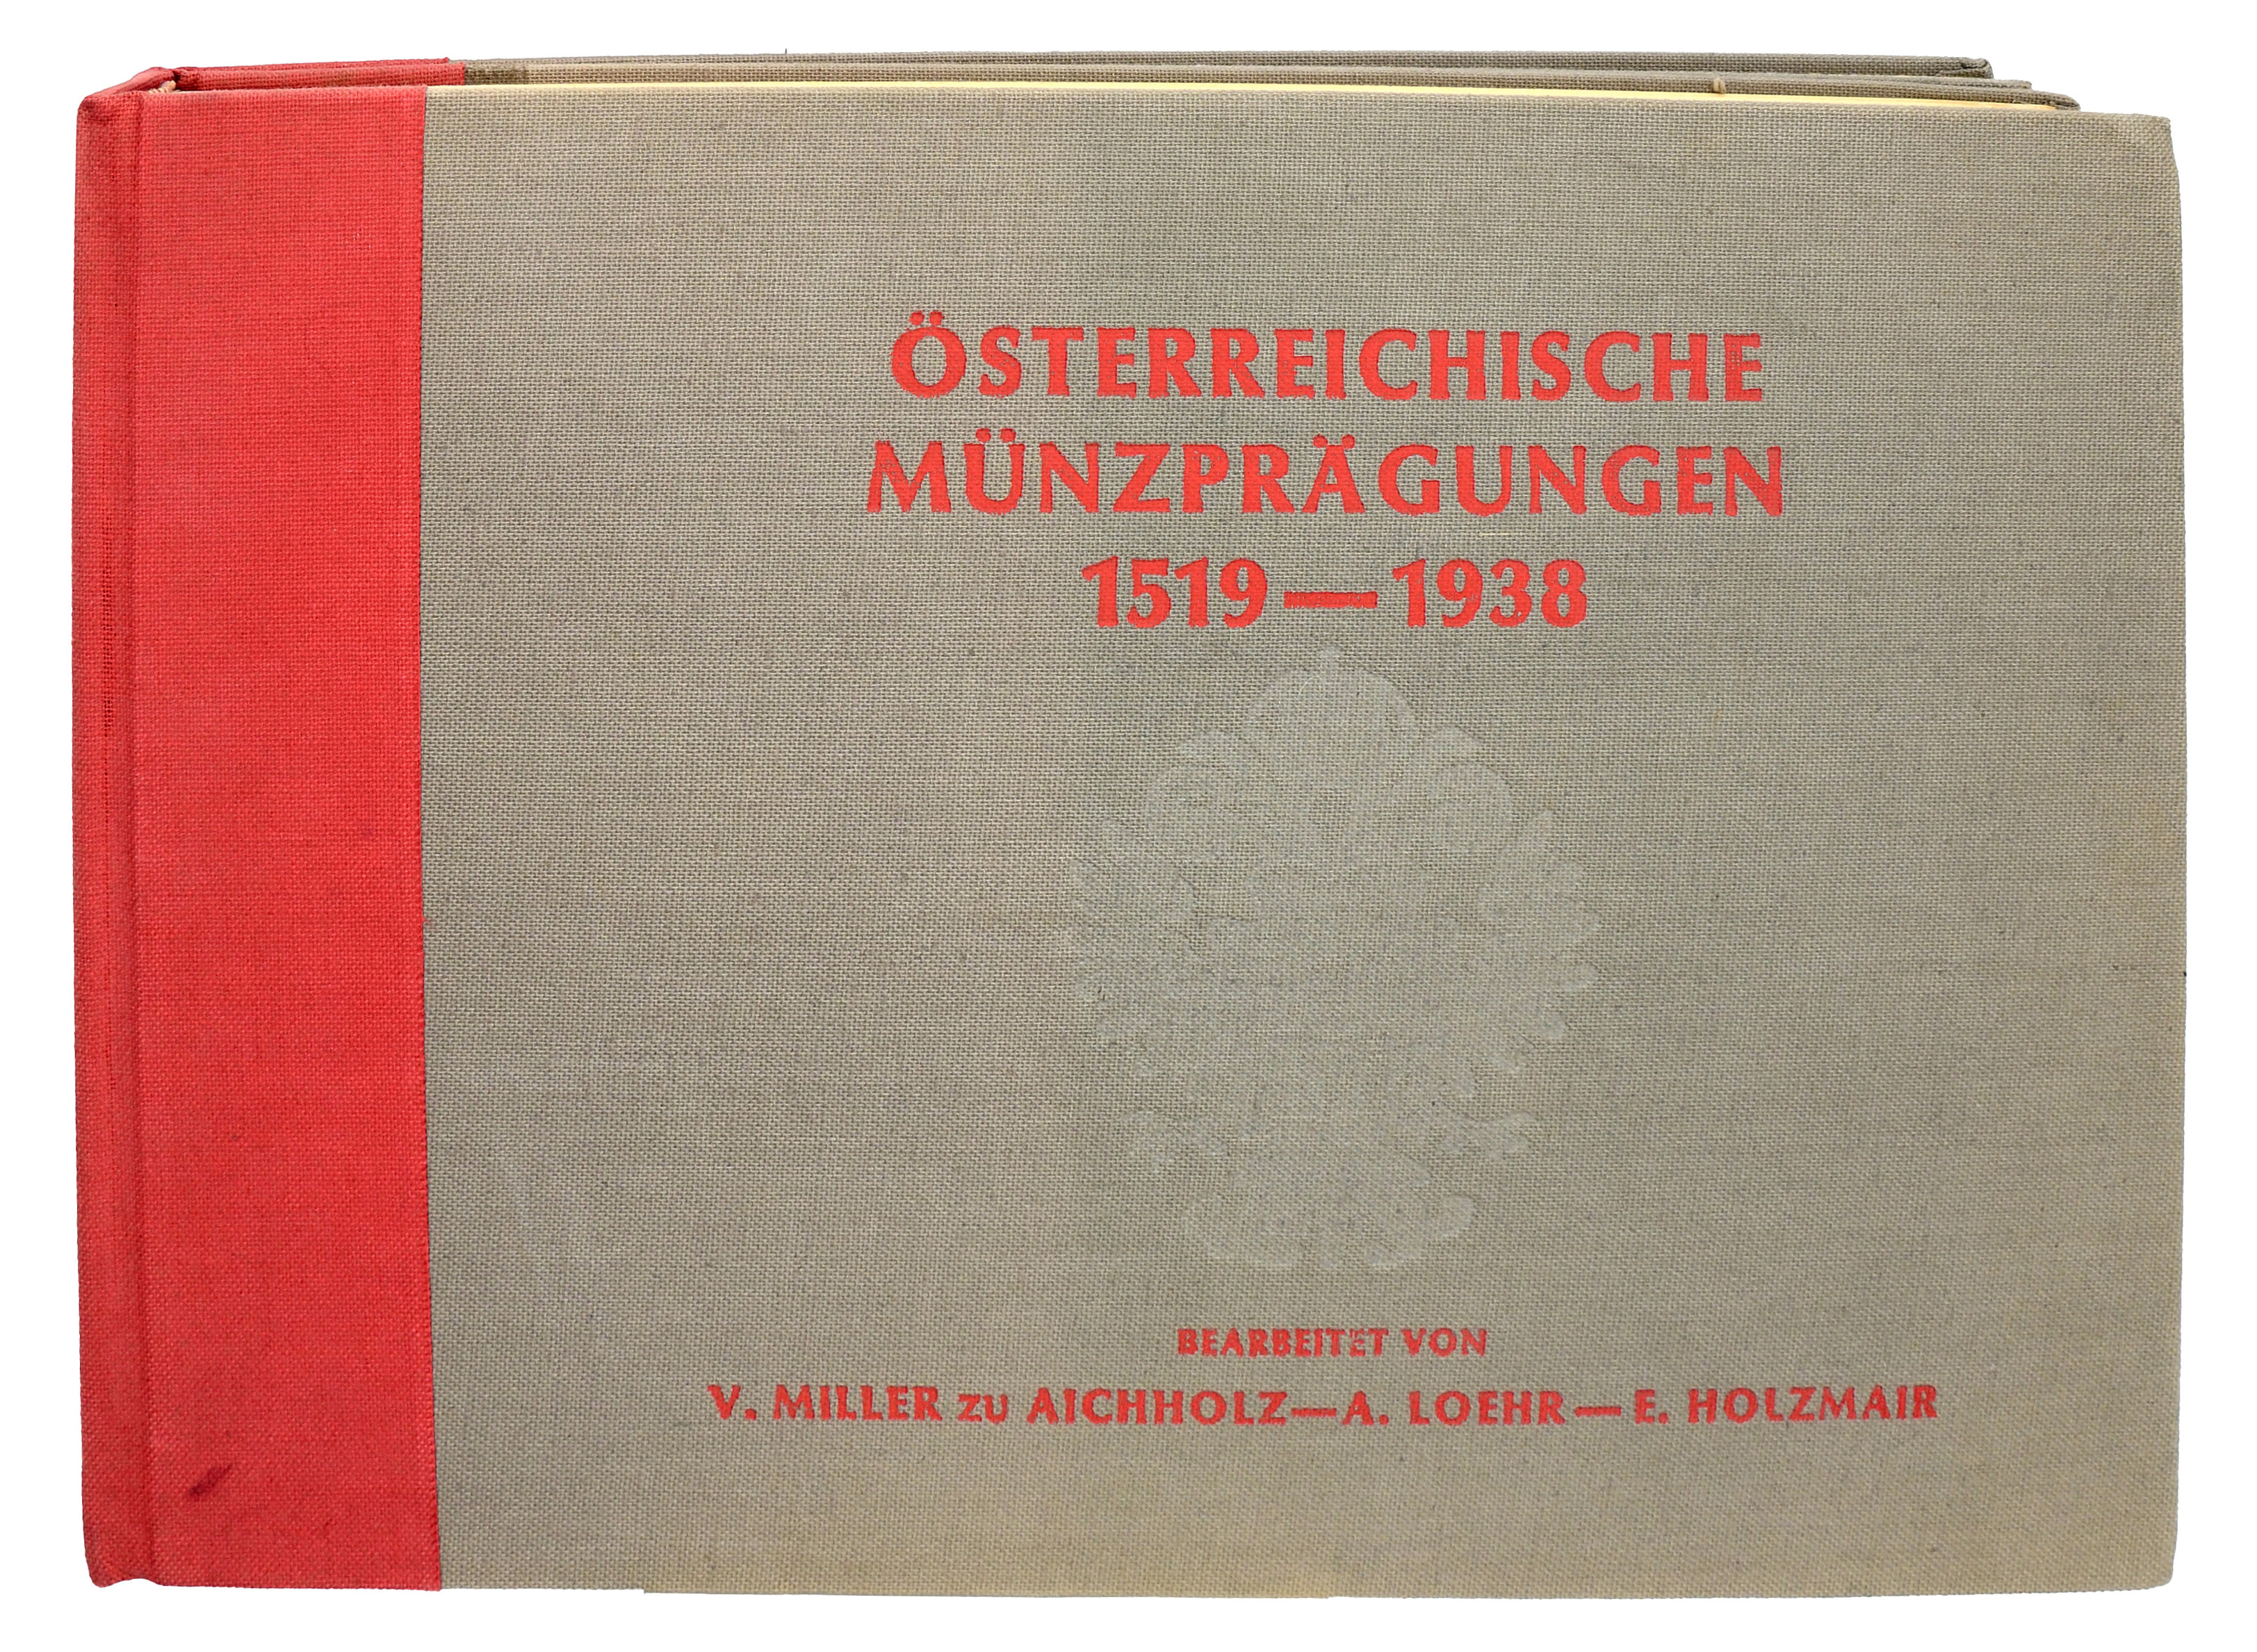 ÖSTERREICHISCHE
MÜNZPRÄGUNGEN
1519—1938
BEARBEITET VON
V. MILLER ZU AICHHOLZ—A. LOEHR—E. HOLZMAIR